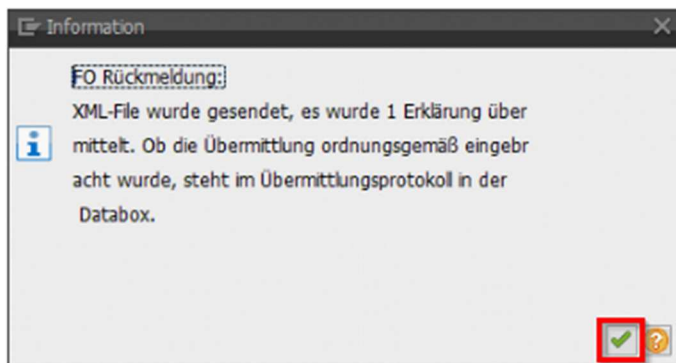 Information
FO Rückmeldung:
XML-File wurde gesendet, es wurde 1 Erklärung über
mittelt. Ob die Übermittlung ordnungsgemäß eingebr
acht wurde, steht im Übermittlungsprotokoll in der
Databox.